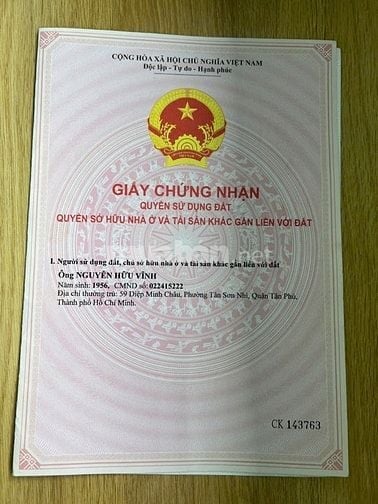 CỘNG HÒA XÃ HỘI CHỦ NGHĨA VIỆT NAM
Độc lập - Tự do - Hạnh phúc
GIẤY CHỨNG NHẬN
QUYỀN SỬ DỤNG ĐẤT
QUYỀN SỞ HỮU NHÀ Ở VÀ TÀI SẢN KHÁC GẮN LIỀN VỚI ĐẤT
I. Người sử dụng đất, chủ sở hữu nhà ở và tài sản khác gắn liền với đất
Ông NGUYỄN HỮU VĨNH
Năm sinh: 1956, CMND số: 022415222
Địa chỉ thường trú: 59 Diệp Minh Châu, Phường Tân Sơn Nhì, Quận Tân Phú,
Thành phố Hồ Chí Minh.
CK 143763